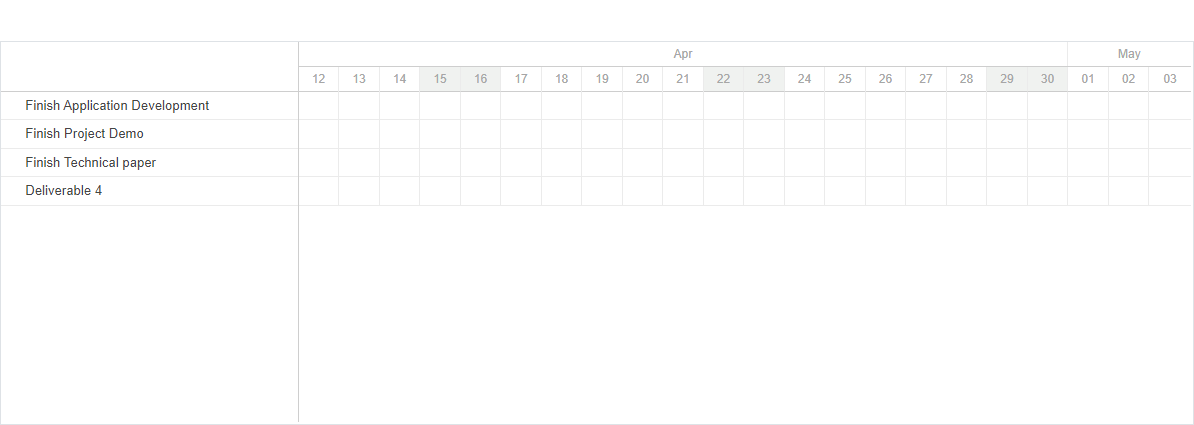 Apr May
12 13 14 15 16 17 18 19 20 21 22 23 24 25 26 27 28 29 30 01 02 03
Finish Application Development
Finish Project Demo
Finish Technical paper
Deliverable 4